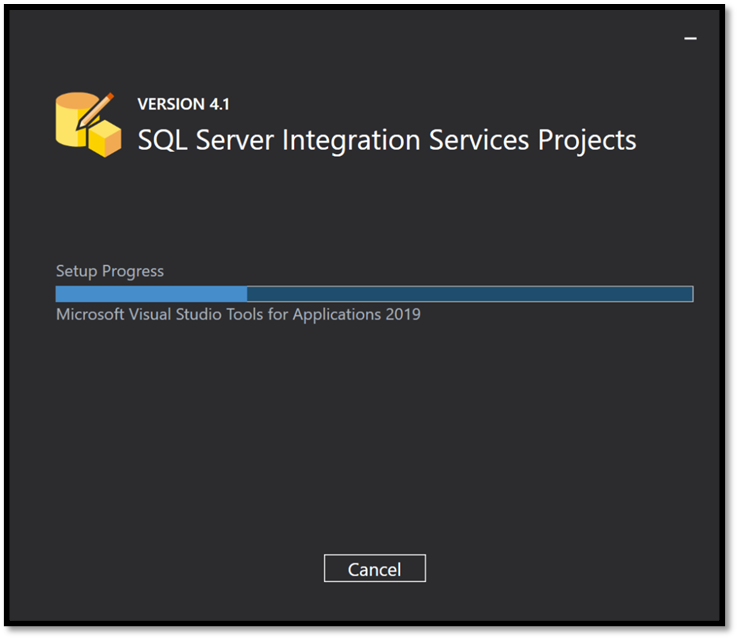 VERSION 4.1
SQL Server Integration Services Projects
Setup Progress
Microsoft Visual Studio Tools for Applications 2019
Cancel